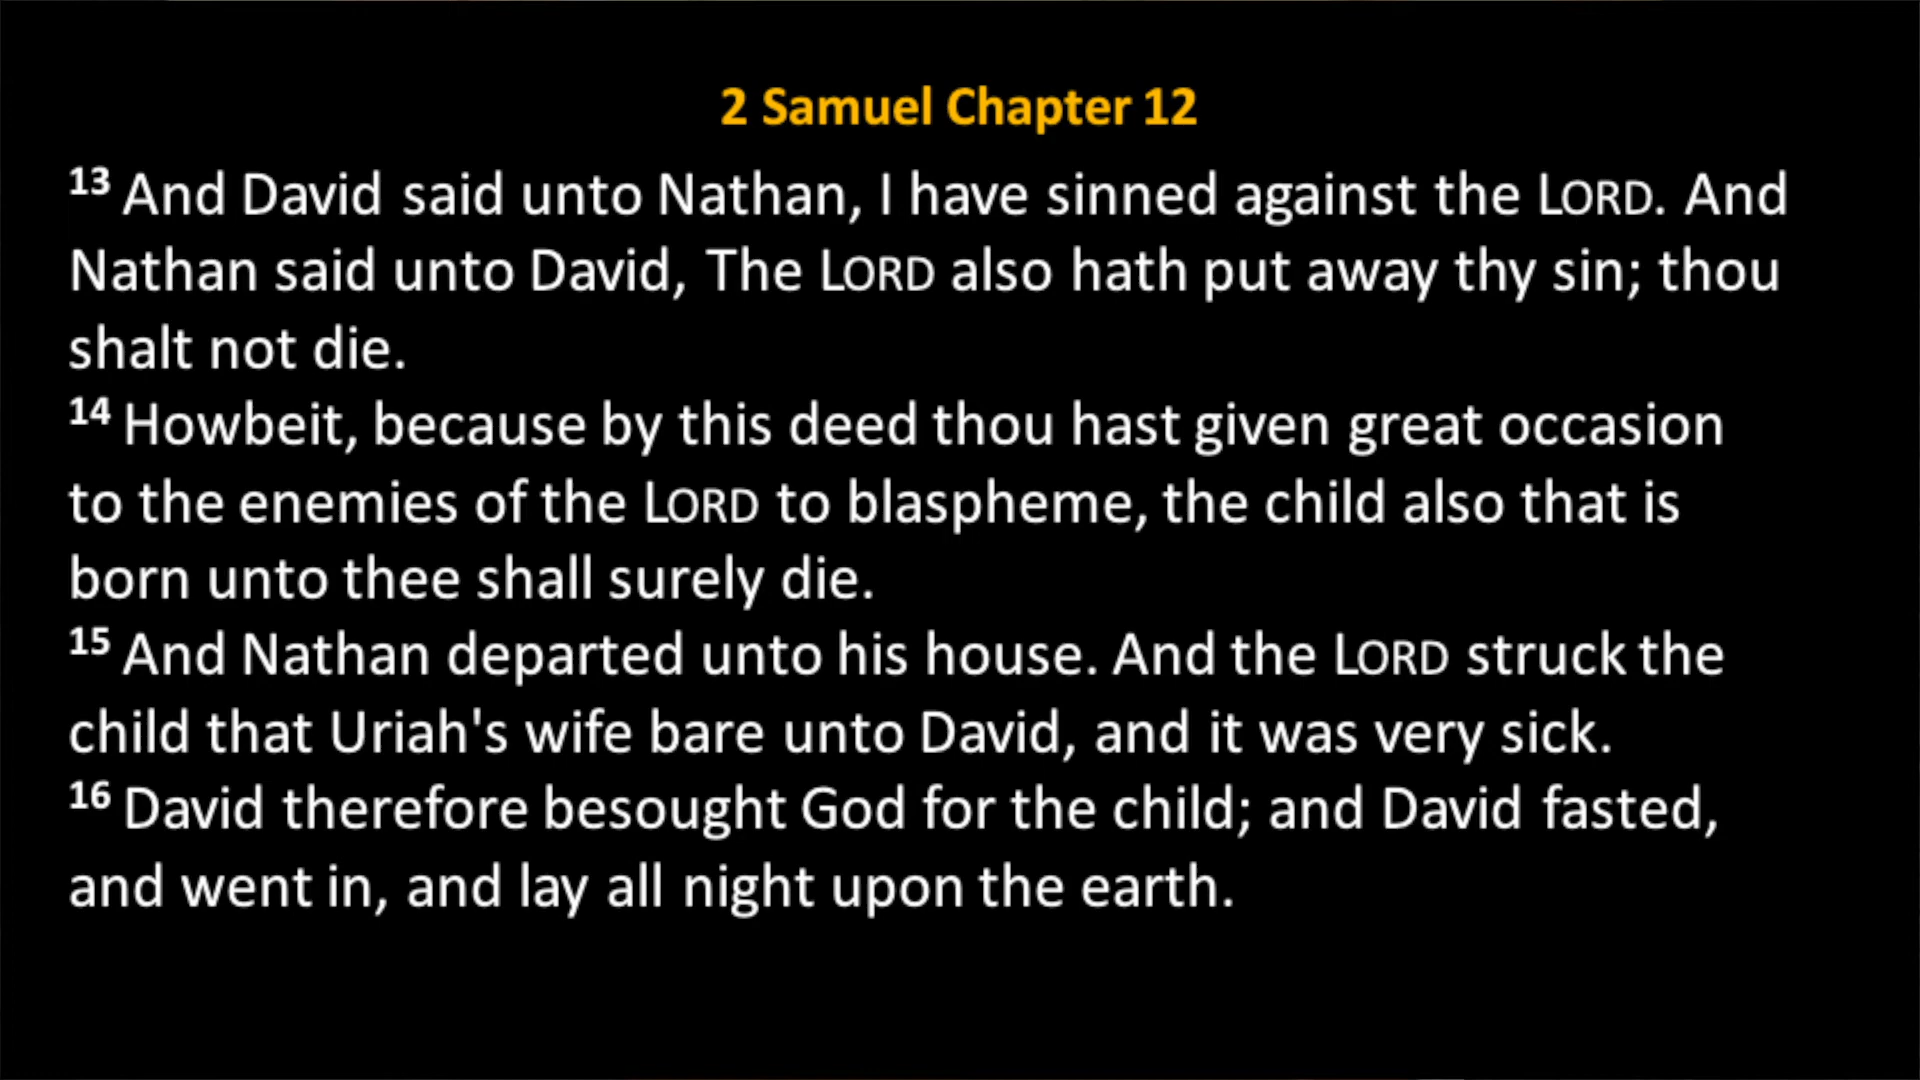 2 Samuel Chapter 12
13 And David said unto Nathan, I have sinned against the LORD. And
Nathan said unto David, The LORD also hath put away thy sin; thou
shalt not die.
14 Howbeit, because by this deed thou hast given great occasion
to the enemies of the LORD to blaspheme, the child also that is
born unto thee shall surely die.
15 And Nathan departed unto his house. And the LORD struck the
child that Uriah's wife bare unto David, and it was very sick.
16 David therefore besought God for the child; and David fasted,
and went in, and lay all night upon the earth.